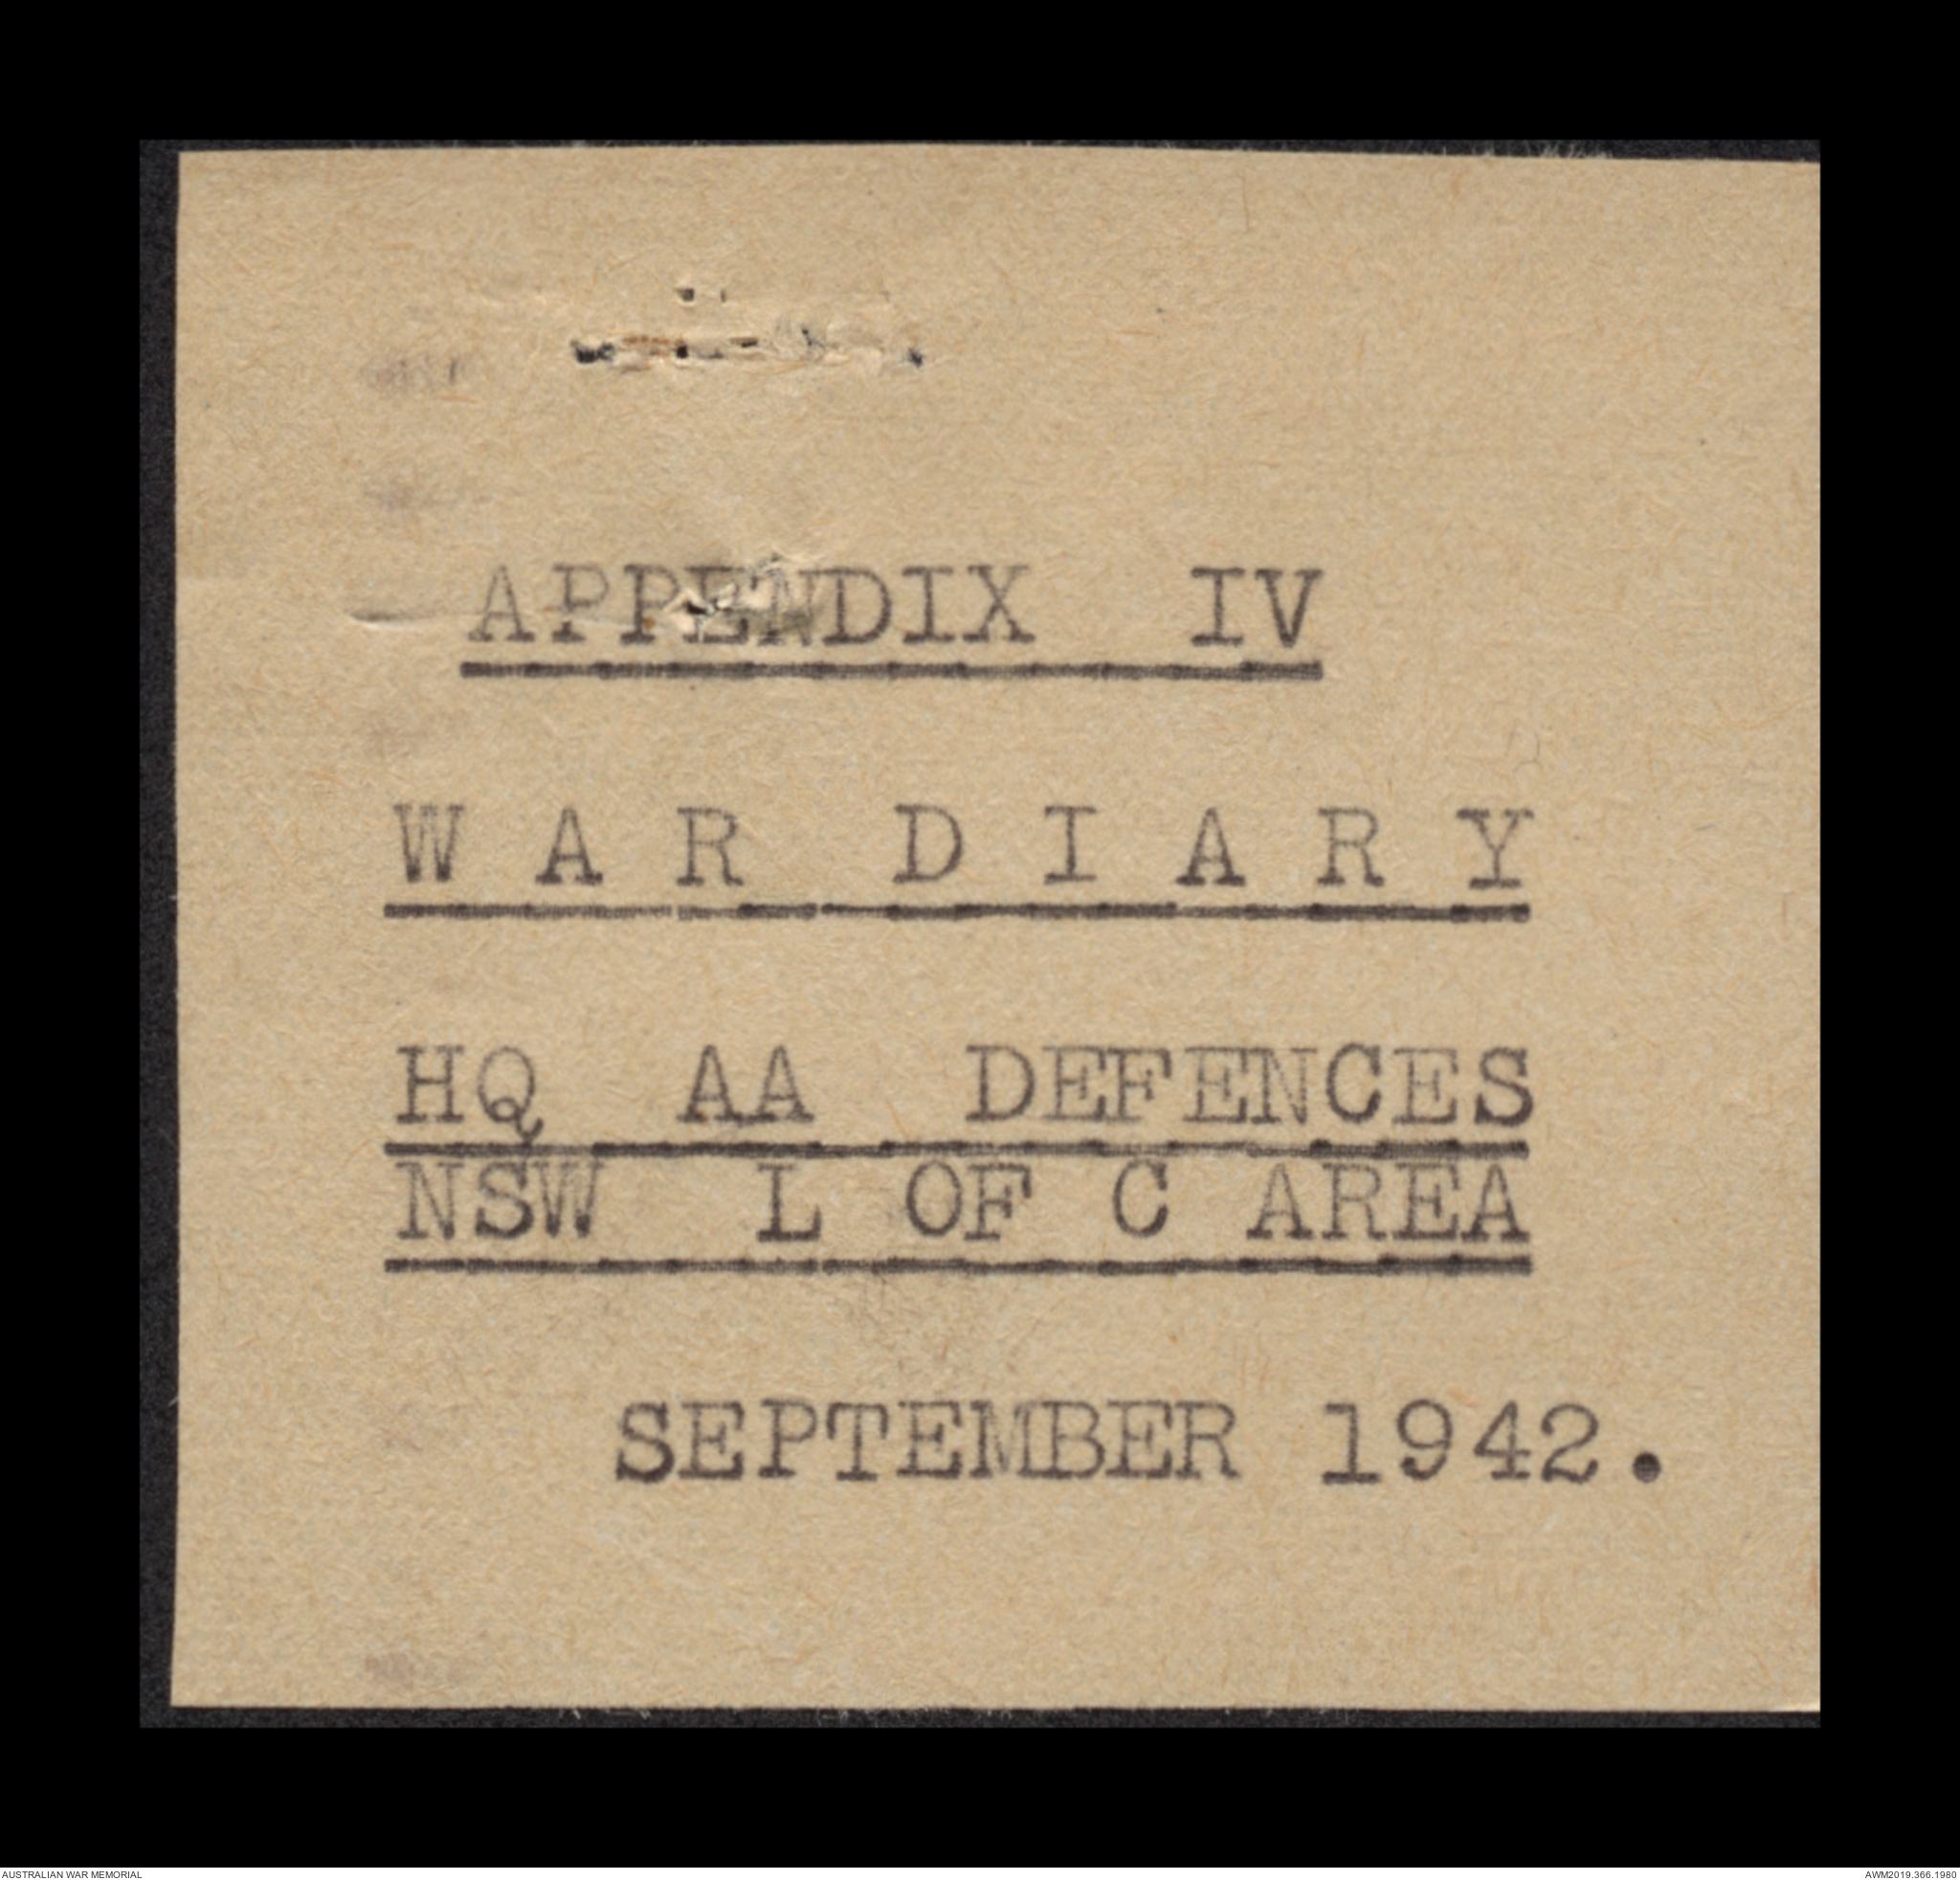 APPENDIX IV
W A R D I A R Y
HQ AA DEFENCES
NSW L OF C AREA
SEPTEMBER 1942.
AUSTRALIAN WAR MEMORIAL
AWM2019.366.1980